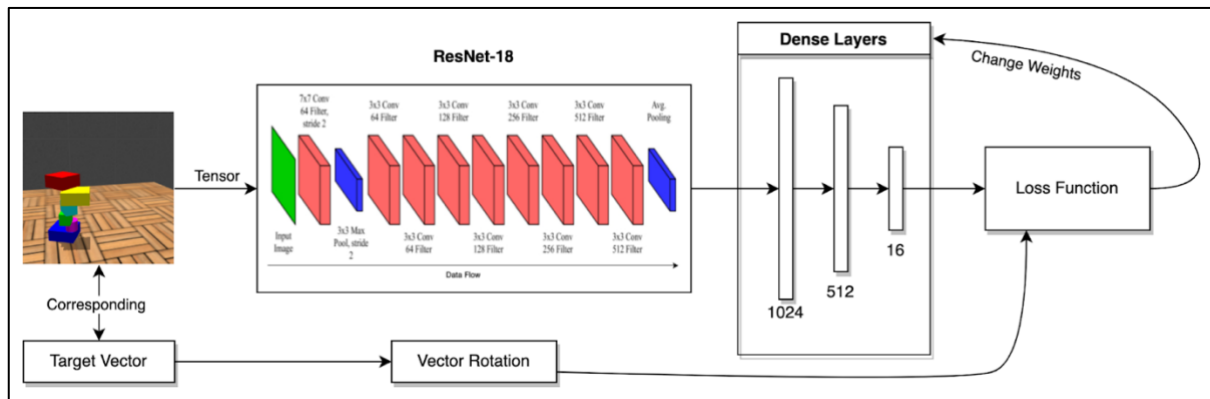 ResNet-18
7x7 Conv
64 Filter,
stride 2
3x3 Conv
64 Filter
3x3 Conv
128 Filter
3x3 Conv
256 Filter
3x3 Conv
512 Filter
Avg.
Pooling
Input
Image
3x3 Max
Pool, stride
2
3x3 Conv
64 Filter
3x3 Conv
128 Filter
3x3 Conv
256 Filter
3x3 Conv
512 Filter
Data Flow
Tensor
Dense Layers
1024
512
16
Change Weights
Loss Function
Corresponding
Target Vector
Vector Rotation